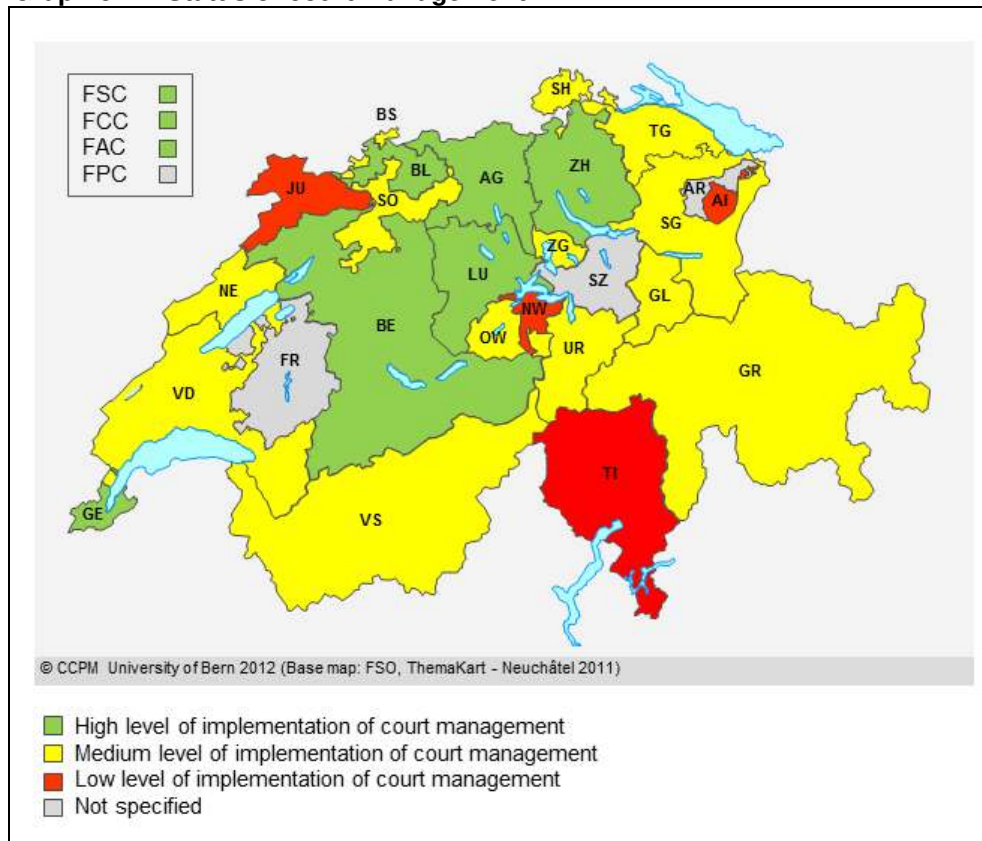 FSC
FCC
FAC
FPC
SH
BS
TG
BL
AG
ZH
JU
SO
AR
AI
SG
ZG
LU
SZ
NE
GL
NW
BE
OW
UR
FR
GR
VD
TI
GE
VS
© CCPM University of Bern 2012 (Base map: FSO, ThemaKart - Neuchâtel 2011)
High level of implementation of court management
Medium level of implementation of court management
Low level of implementation of court management
Not specified